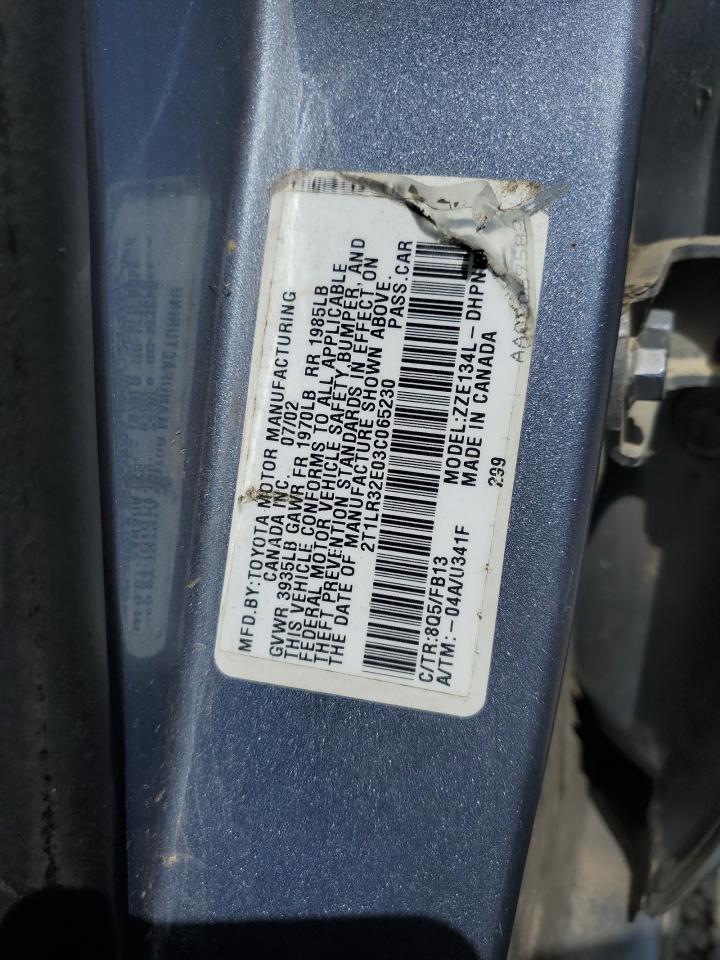 MFD.BY:TOYOTA MOTOR MANUFACTURING
CANADA INC. 07/02
GVWR 3935LB GAWR FR 1970LB RR 1985LB
THIS VEHICLE CONFORMS TO ALL APPLICABLE
FEDERAL MOTOR VEHICLE SAFETY,BUMPER, AND
THEFT PREVENTION STANDARDS IN EFFECT ON
THE DATE OF MANUFACTURE SHOWN ABOVE.
2T1LR32E03C065230 PASS.CAR
C/TR:8Q5/FB13 MODEL:ZZE134L-
A/TM:-04A/U341F MADE IN CANADA
299